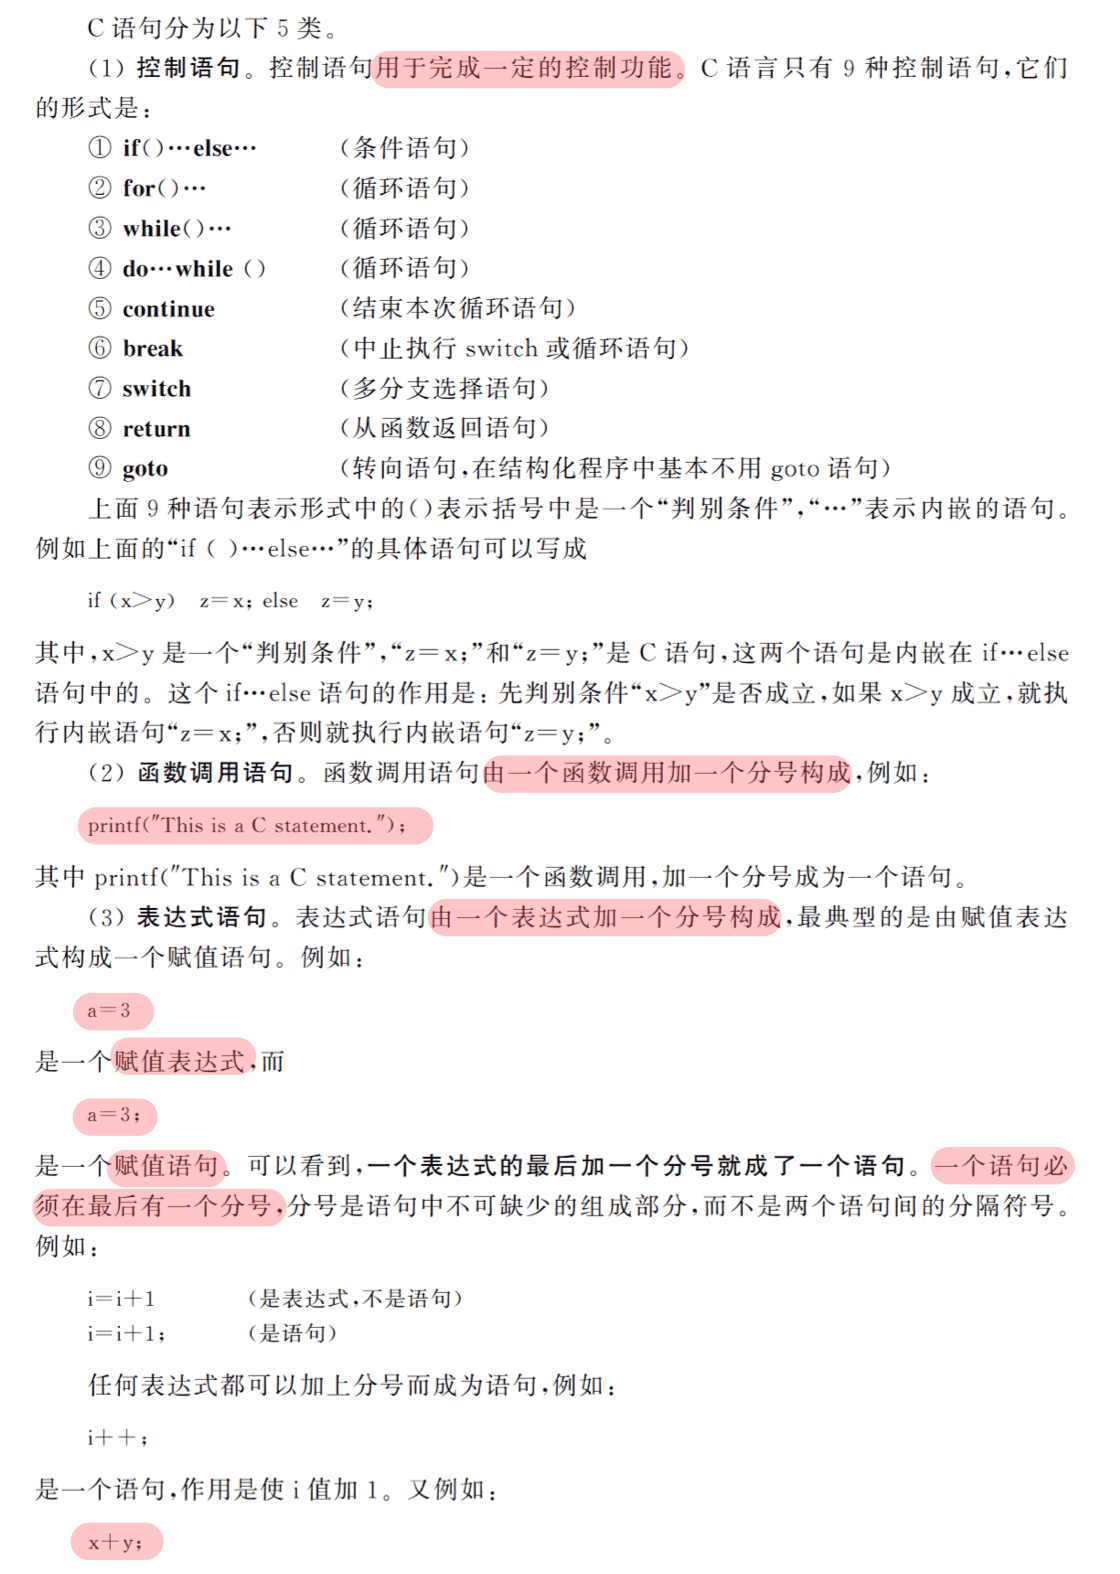 C 语句分为以下 5 类。
(1) 控制语句。控制语句用于完成一定的控制功能。C 语言只有 9 种控制语句,它们
的形式是:
① if()…else… (条件语句)
② for()… (循环语句)
③ while()… (循环语句)
④ do…while () (循环语句)
⑤ continue (结束本次循环语句)
⑥ break (中止执行 switch 或循环语句)
⑦ switch (多分支选择语句)
⑧ return (从函数返回语句)
⑨ goto (转向语句,在结构化程序中基本不用 goto 语句)
上面 9 种语句表示形式中的()表示括号中是一个“判别条件”,“…”表示内嵌的语句。
例如上面的“if ( )…else…”的具体语句可以写成
if (x>y) z=x; else z=y;
其中,x>y 是一个“判别条件”,“z=x;”和“z=y;”是 C 语句,这两个语句是内嵌在 if…else
语句中的。这个 if…else 语句的作用是: 先判别条件“x>y”是否成立,如果 x>y 成立,就执
行内嵌语句“z=x;”,否则就执行内嵌语句“z=y;”。
(2) 函数调用语句。函数调用语句由一个函数调用加一个分号构成,例如:
printf("This is a C statement.");
其中 printf("This is a C statement.")是一个函数调用,加一个分号成为一个语句。
(3) 表达式语句。表达式语句由一个表达式加一个分号构成,最典型的是由赋值表达
式构成一个赋值语句。例如:
a=3
是一个赋值表达式,而
a=3;
是一个赋值语句。可以看到,一个表达式的最后加一个分号就成了一个语句。一个语句必
须在最后有一个分号,分号是语句中不可缺少的组成部分,而不是两个语句间的分隔符号。
例如:
i=i+1 (是表达式,不是语句)
i=i+1; (是语句)
任何表达式都可以加上分号而成为语句,例如:
i++;
是一个语句,作用是使 i 值加 1。又例如:
x+y;